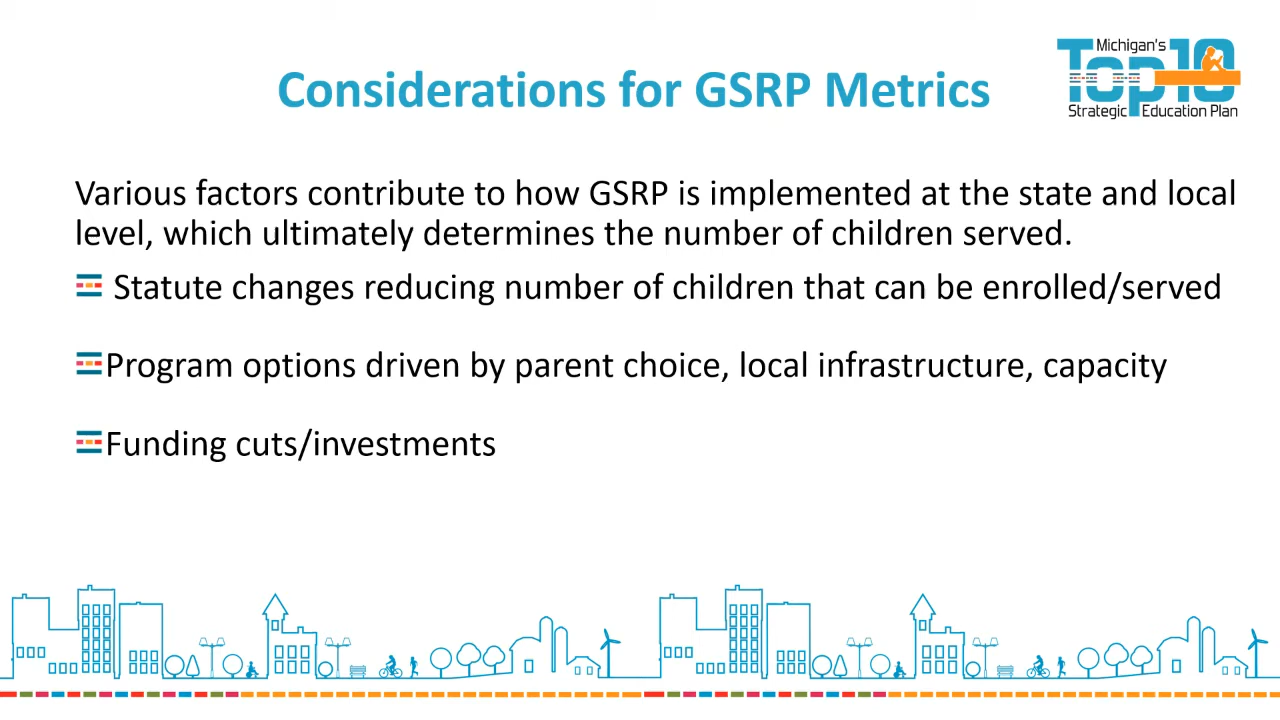 Michigan's
Top10
Strategic Education Plan
Considerations for GSRP Metrics
Various factors contribute to how GSRP is implemented at the state and local
level, which ultimately determines the number of children served.
Statute changes reducing number of children that can be enrolled/served
Program options driven by parent choice, local infrastructure, capacity
Funding cuts/investments